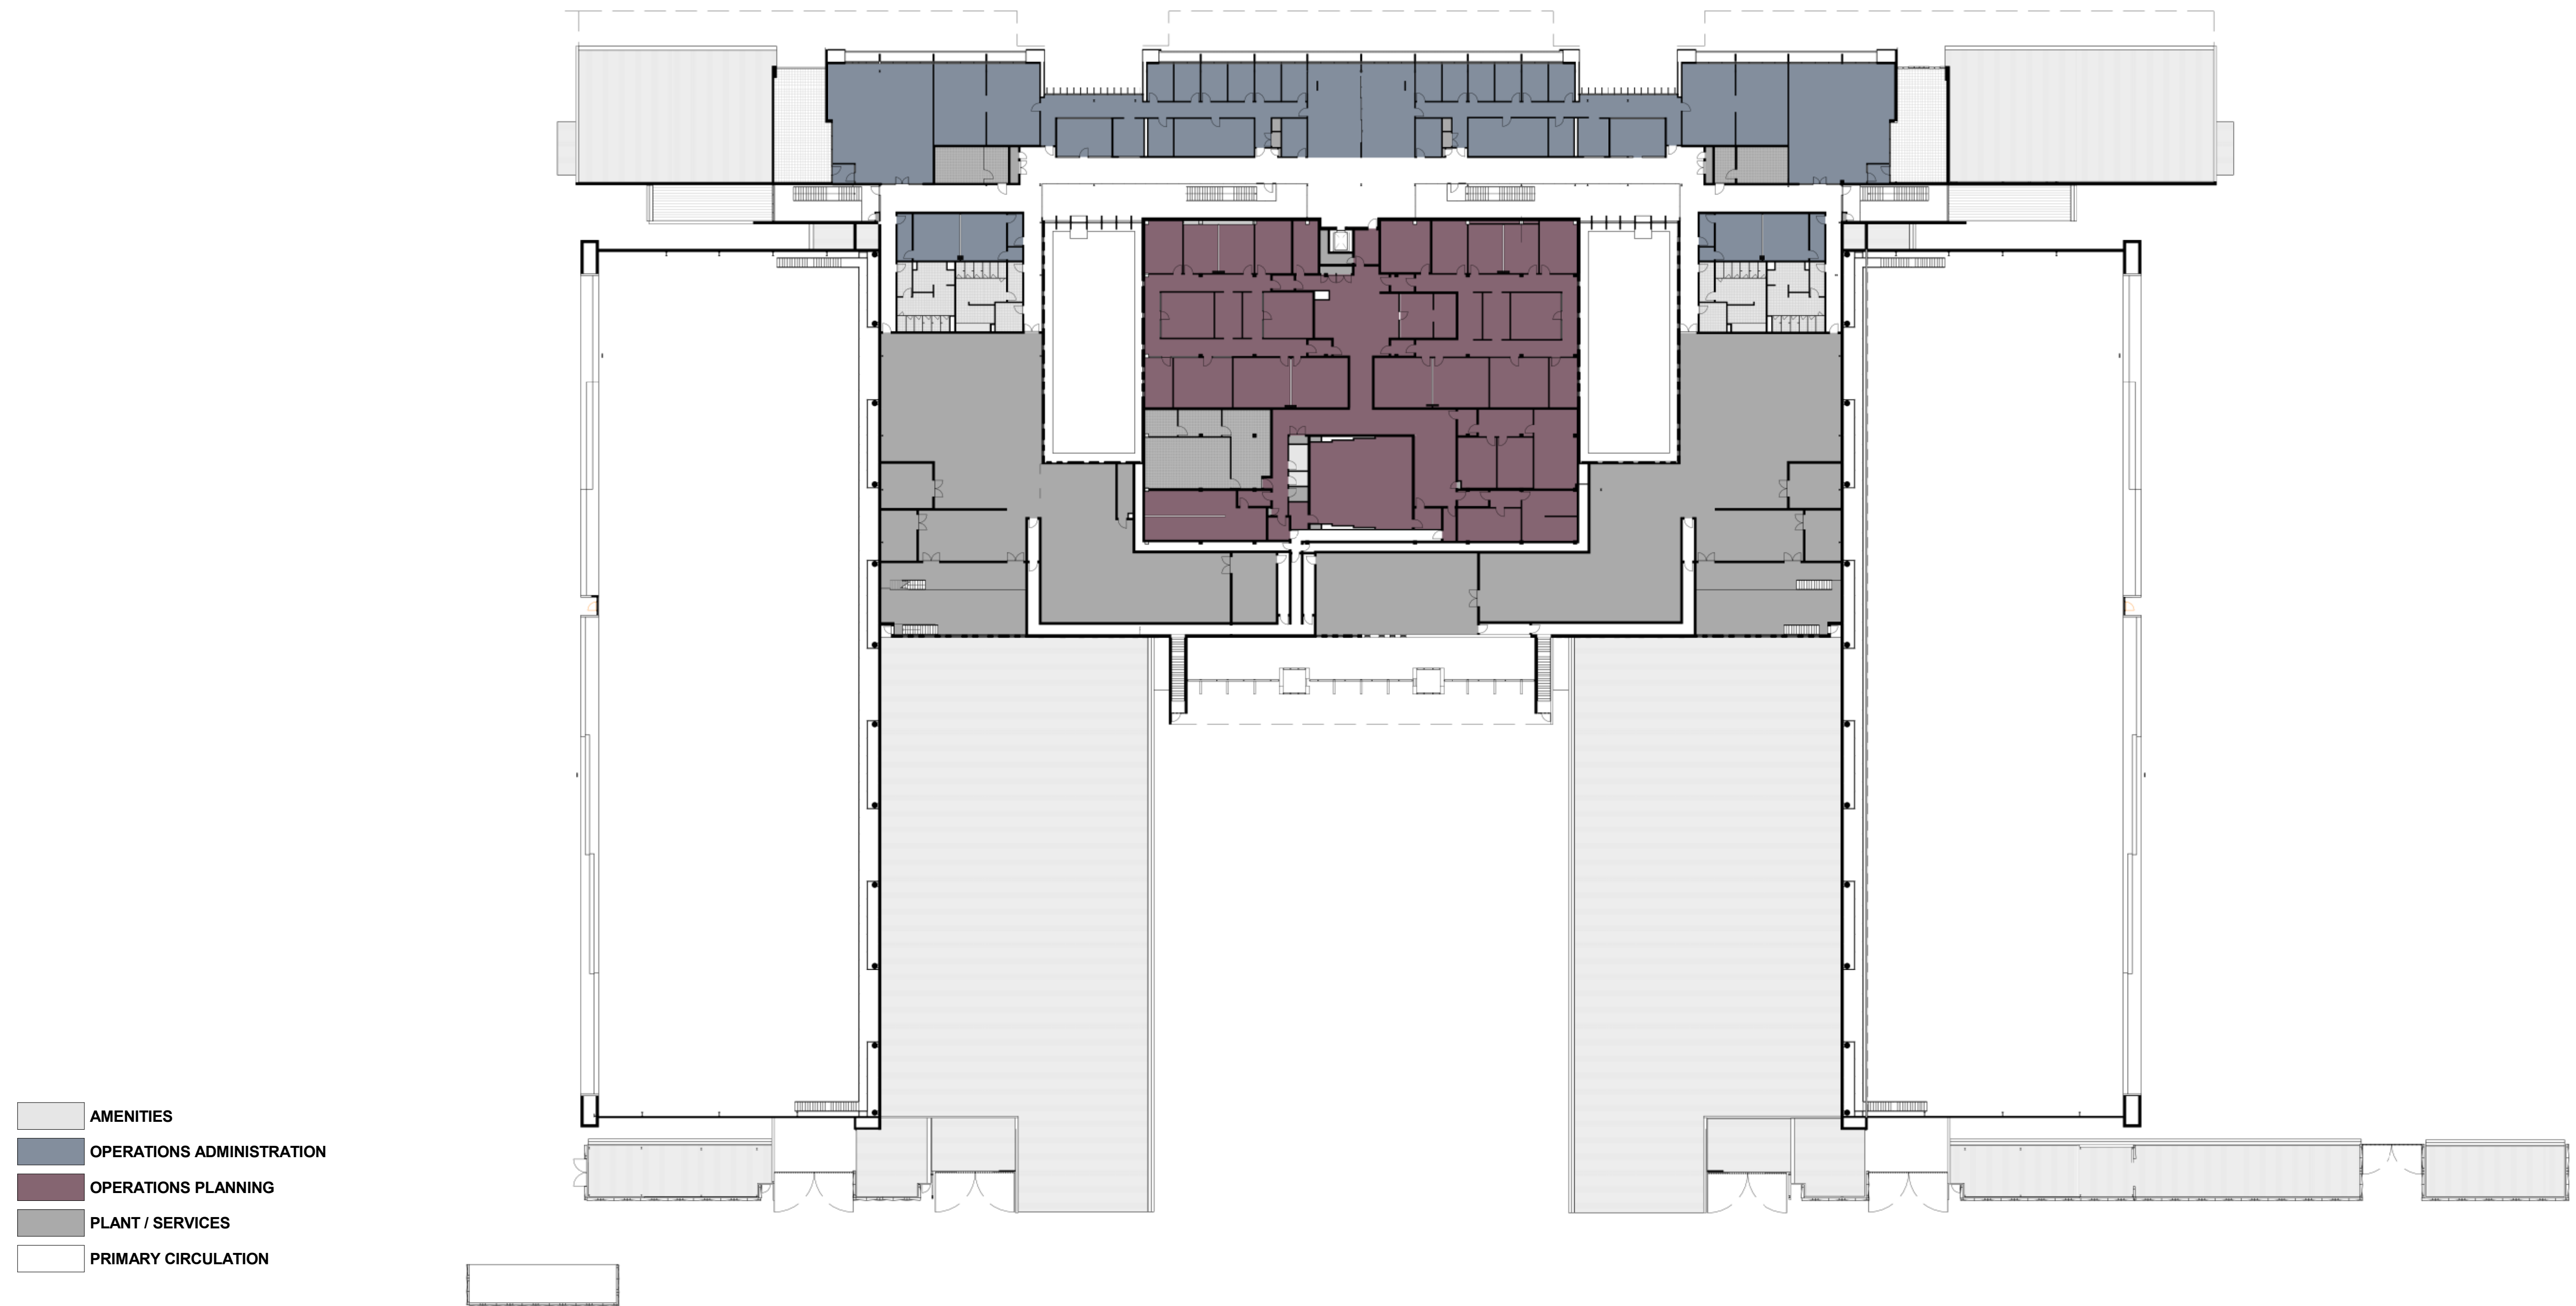 AMENITIES
OPERATIONS ADMINISTRATION
OPERATIONS PLANNING
PLANT / SERVICES
PRIMARY CIRCULATION